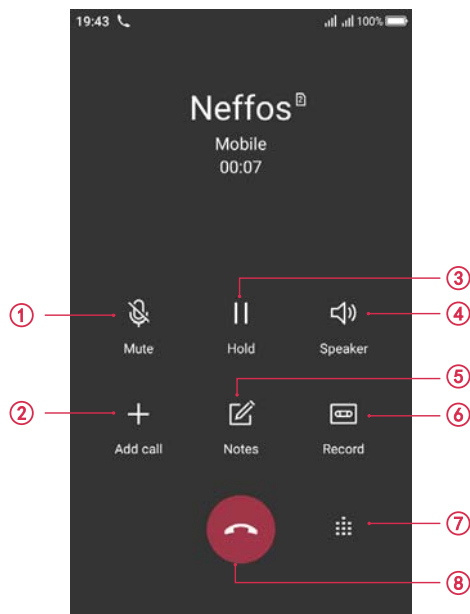 19:43 100%
Neffos 2
Mobile
00:07
③
① ④
Mute Hold Speaker
⑤
② ⑥
Add call Notes Record
⑦
⑧